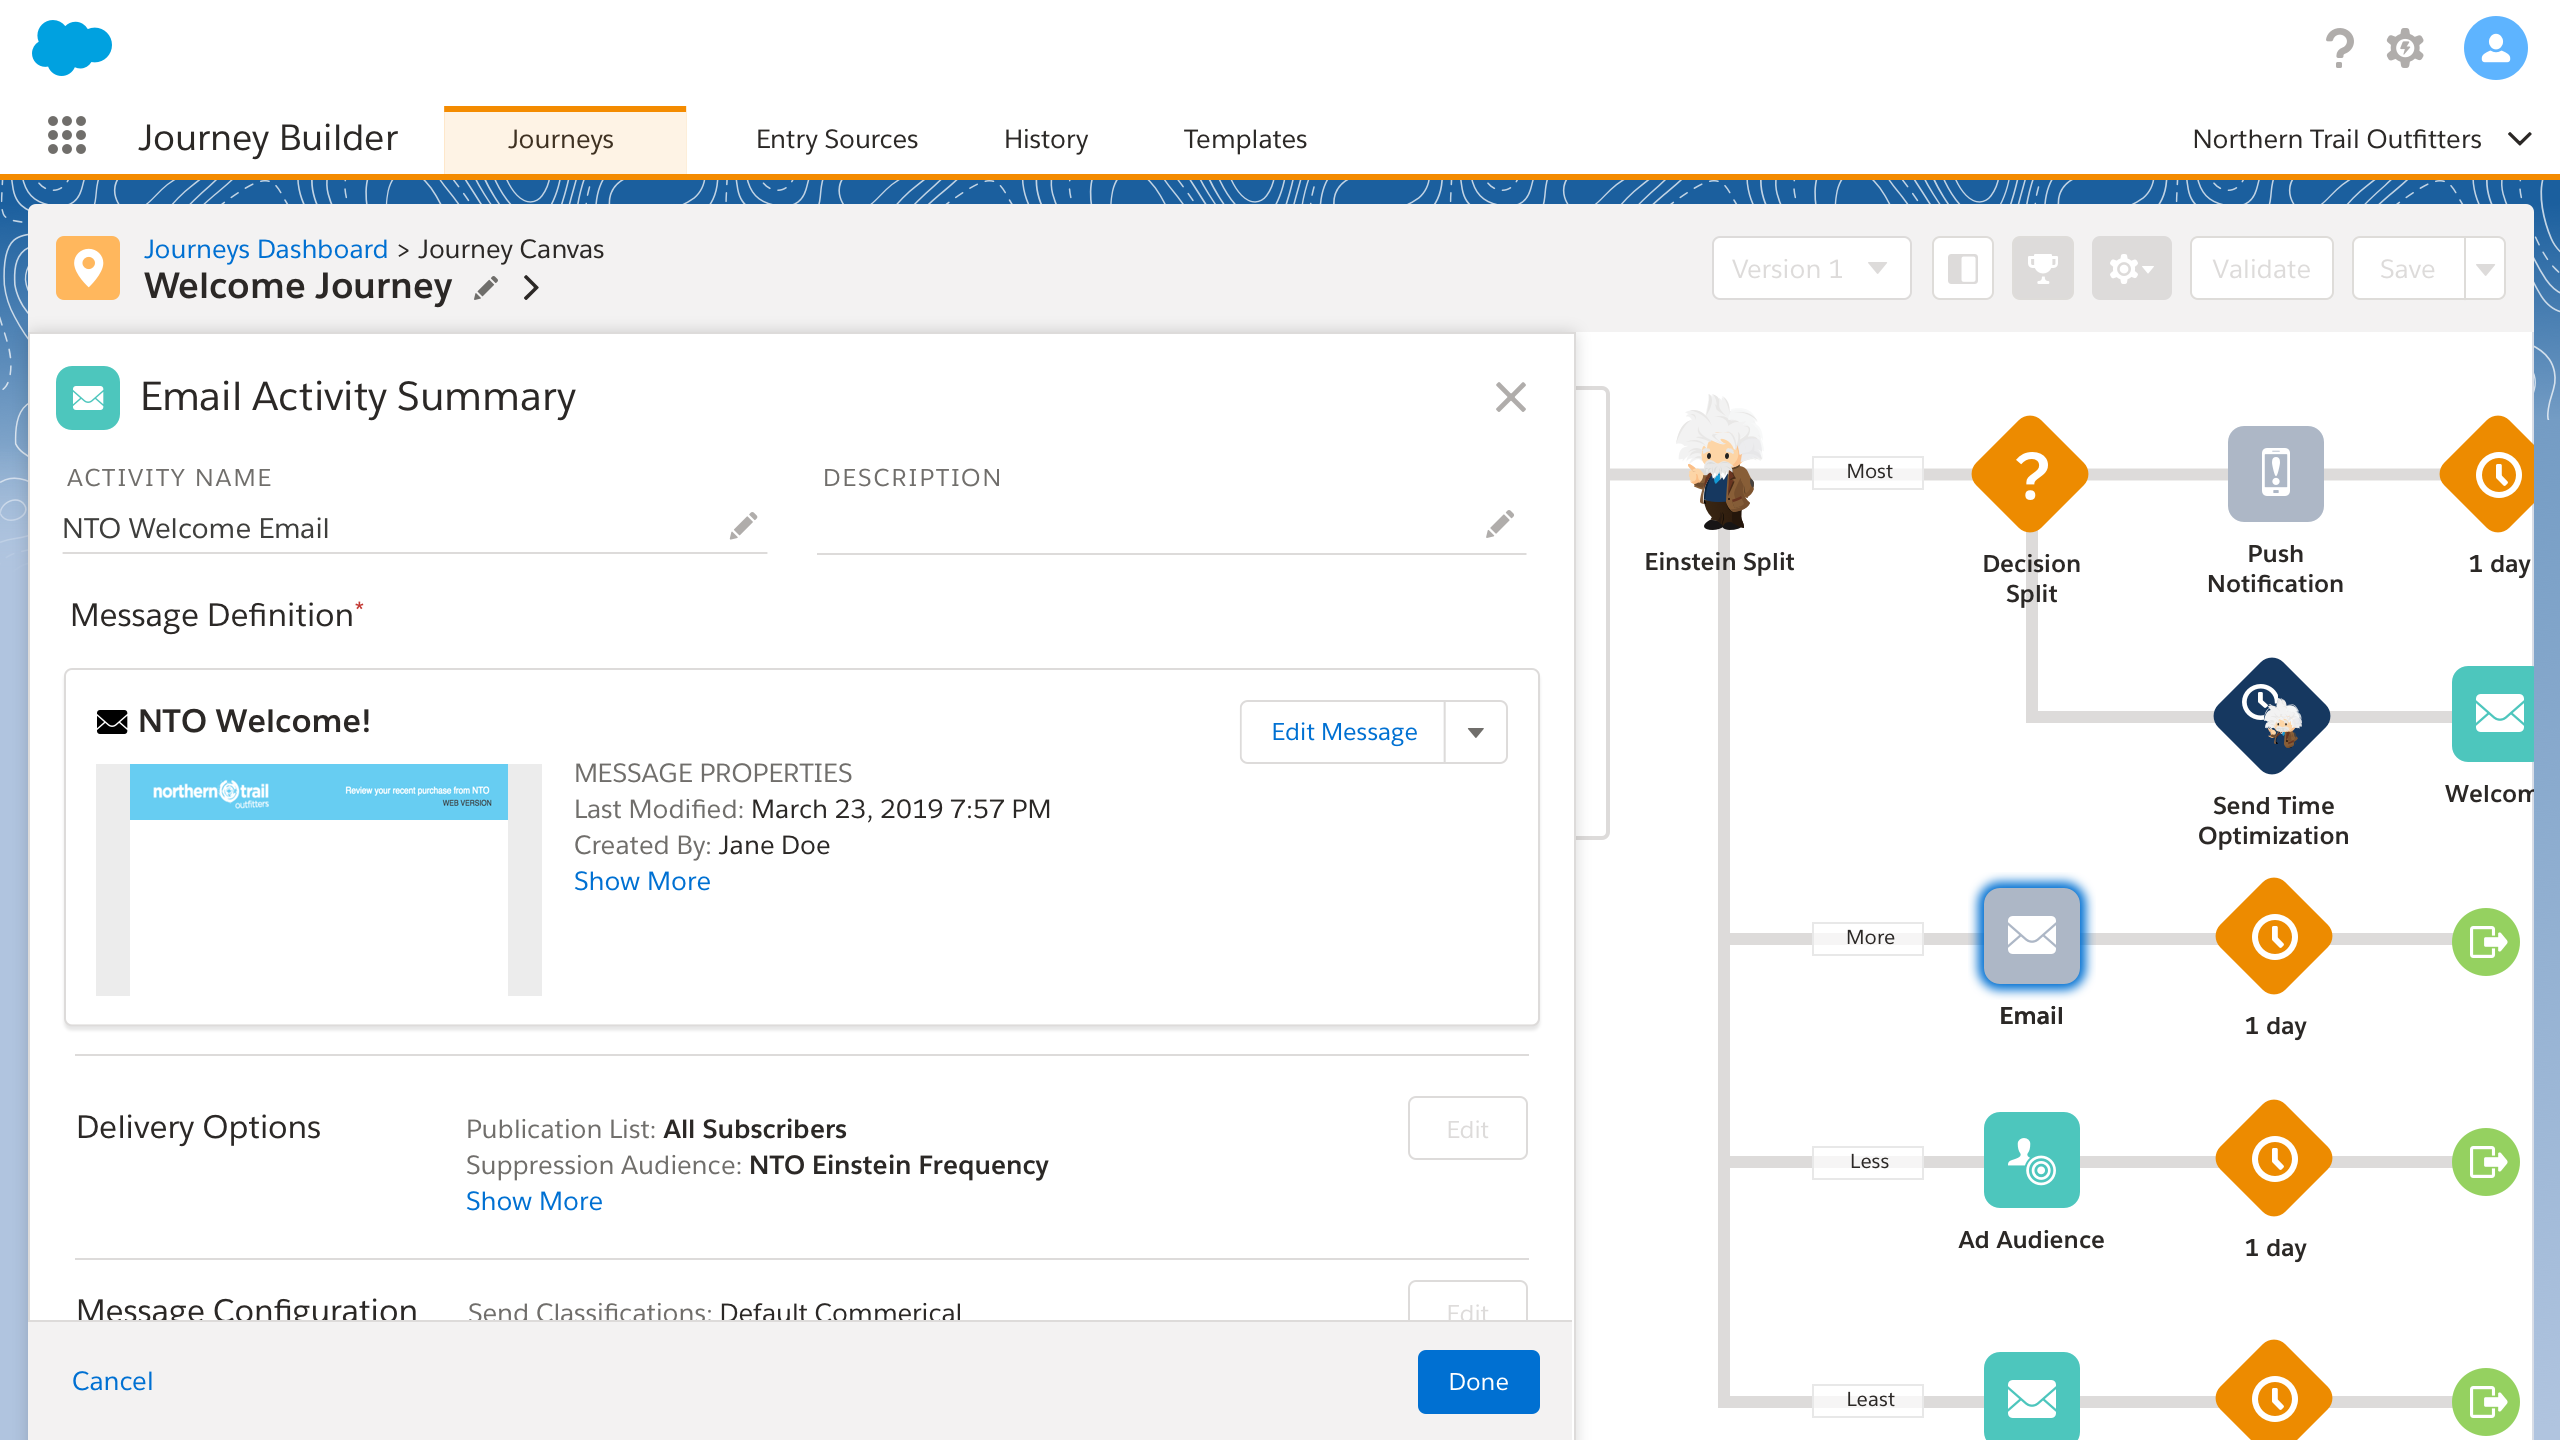 Journey Builder
Journeys
Entry Sources
History
Templates
Northern Trail Outfitters
Journeys Dashboard > Journey Canvas
Welcome Journey
Version 1
Validate
Save
Email Activity Summary
ACTIVITY NAME
DESCRIPTION
NTO Welcome Email
Message Definition*
NTO Welcome!
Edit Message
northern trail
outfitters
Review your recent purchase from NTO
WEB VERSION
MESSAGE PROPERTIES
Last Modified: March 23, 2019 7:57 PM
Created By: Jane Doe
Show More
Delivery Options
Publication List: All Subscribers
Suppression Audience: NTO Einstein Frequency
Show More
Edit
Message Configuration
Send Classifications: Default Commerical
Edit
Cancel
Done
Einstein Split
Most
Decision
Split
Push
Notification
1 day
Send Time
Optimization
Welcom
More
Email
1 day
Less
Ad Audience
1 day
Least